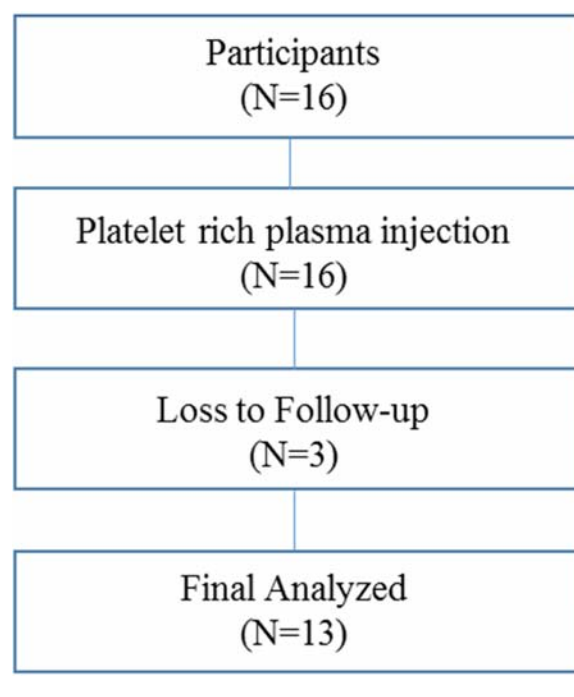 Participants
(N=16)
Platelet rich plasma injection
(N=16)
Loss to Follow-up
(N=3)
Final Analyzed
(N=13)